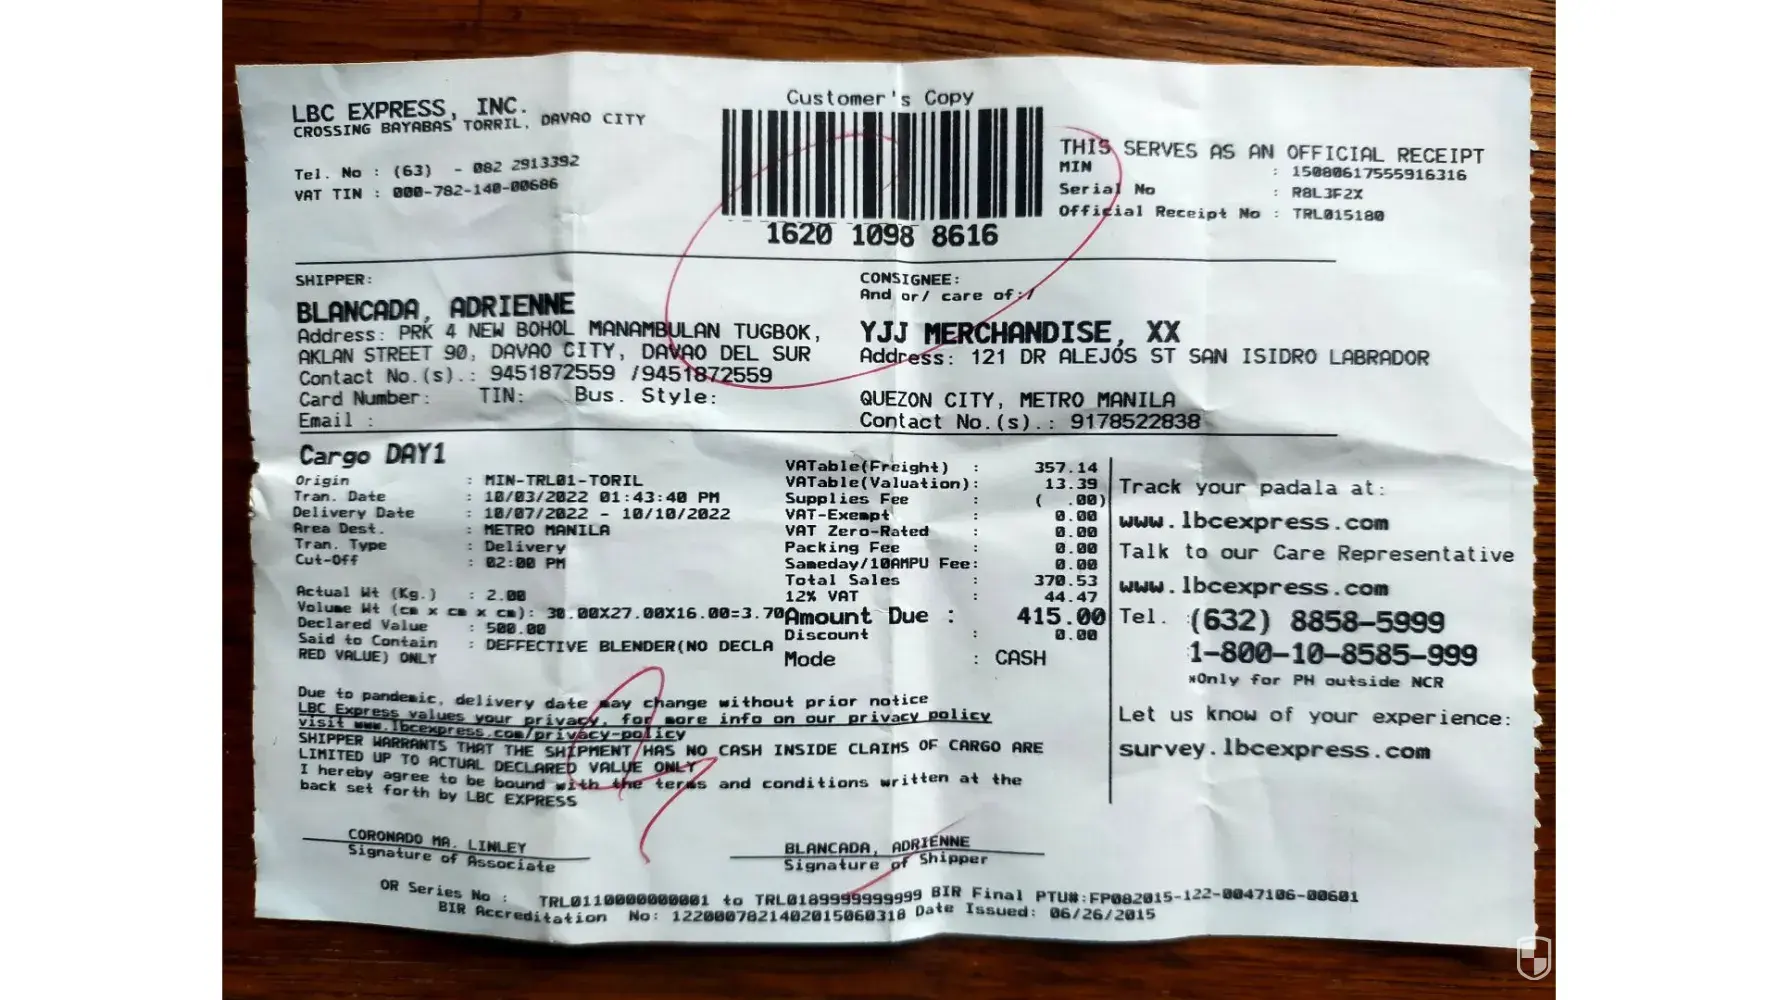 Customer's Copy
LBC EXPRESS, INC.
CROSSING BAYABAS TORRIL, DAVAO CITY
Tel. No : (63) - 082 2913392
VAT TIN : 000-782-140-00686
1620 1098 8616
THIS SERVES AS AN OFFICIAL RECEIPT
MIN : 15080617555916316
Serial No : R8L3F2X
Official Receipt No : TRL015180
SHIPPER:
BLANCADA, ADRIENNE
Address: PRK 4 NEW BOHOL MANAMBULAN TUGBOK,
AKLAN STREET 90, DAVAO CITY, DAVAO DEL SUR
Contact No.(s).: 9451872559 /9451872559
Card Number: TIN: Bus. Style:
Email :
CONSIGNEE:
And or/ care of:/
YJJ MERCHANDISE, XX
Address: 121 DR ALEJOS ST SAN ISIDRO LABRADOR
QUEZON CITY, METRO MANILA
Contact No.(s).: 9178522838
Cargo DAY1
Origin : MIN-TRL01-TORIL
Tran. Date : 10/03/2022 01:43:40 PM
Delivery Date : 10/07/2022 - 10/10/2022
Area Dest. : METRO MANILA
Tran. Type : Delivery
Cut-Off : 02:00 PM
Actual Wt (Kg.) : 2.00
Volume Wt (cm x cm x cm): 30.00X27.00X16.00=3.70
Declared Value : 500.00
Said to Contain : DEFFECTIVE BLENDER(NO DECLA
RED VALUE) ONLY
VATable(Freight) : 357.14
VATable(Valuation): 13.39
Supplies Fee : ( .00)
VAT-Exempt : 0.00
VAT Zero-Rated : 0.00
Packing Fee : 0.00
Sameday/10AMPU Fee: 0.00
Total Sales : 370.53
12% VAT : 44.47
Amount Due : 415.00
Discount : 0.00
Mode : CASH
Track your padala at:
www.lbcexpress.com
Talk to our Care Representative
www.lbcexpress.com
Tel. :(632) 8858-5999
1-800-10-8585-999
*Only for PH outside NCR
Let us know of your experience:
survey.lbcexpress.com
Due to pandemic, delivery date may change without prior notice
LBC Express values your privacy, for more info on our privacy policy
visit www.lbcexpress.com/privacy-policy
SHIPPER WARRANTS THAT THE SHIPMENT HAS NO CASH INSIDE CLAIMS OF CARGO ARE
LIMITED UP TO ACTUAL DECLARED VALUE ONLY
I hereby agree to be bound with the terms and conditions written at the
back set forth by LBC EXPRESS
CORONADO MA. LINLEY
Signature of Associate
BLANCADA, ADRIENNE
Signature of Shipper
OR Series No : TRL0110000000001 to TRL0189999999999 BIR Final PTU#:FP082015-122-0047106-00601
BIR Accreditation No: 12200078214020150603​18 Date Issued: 06/26/2015